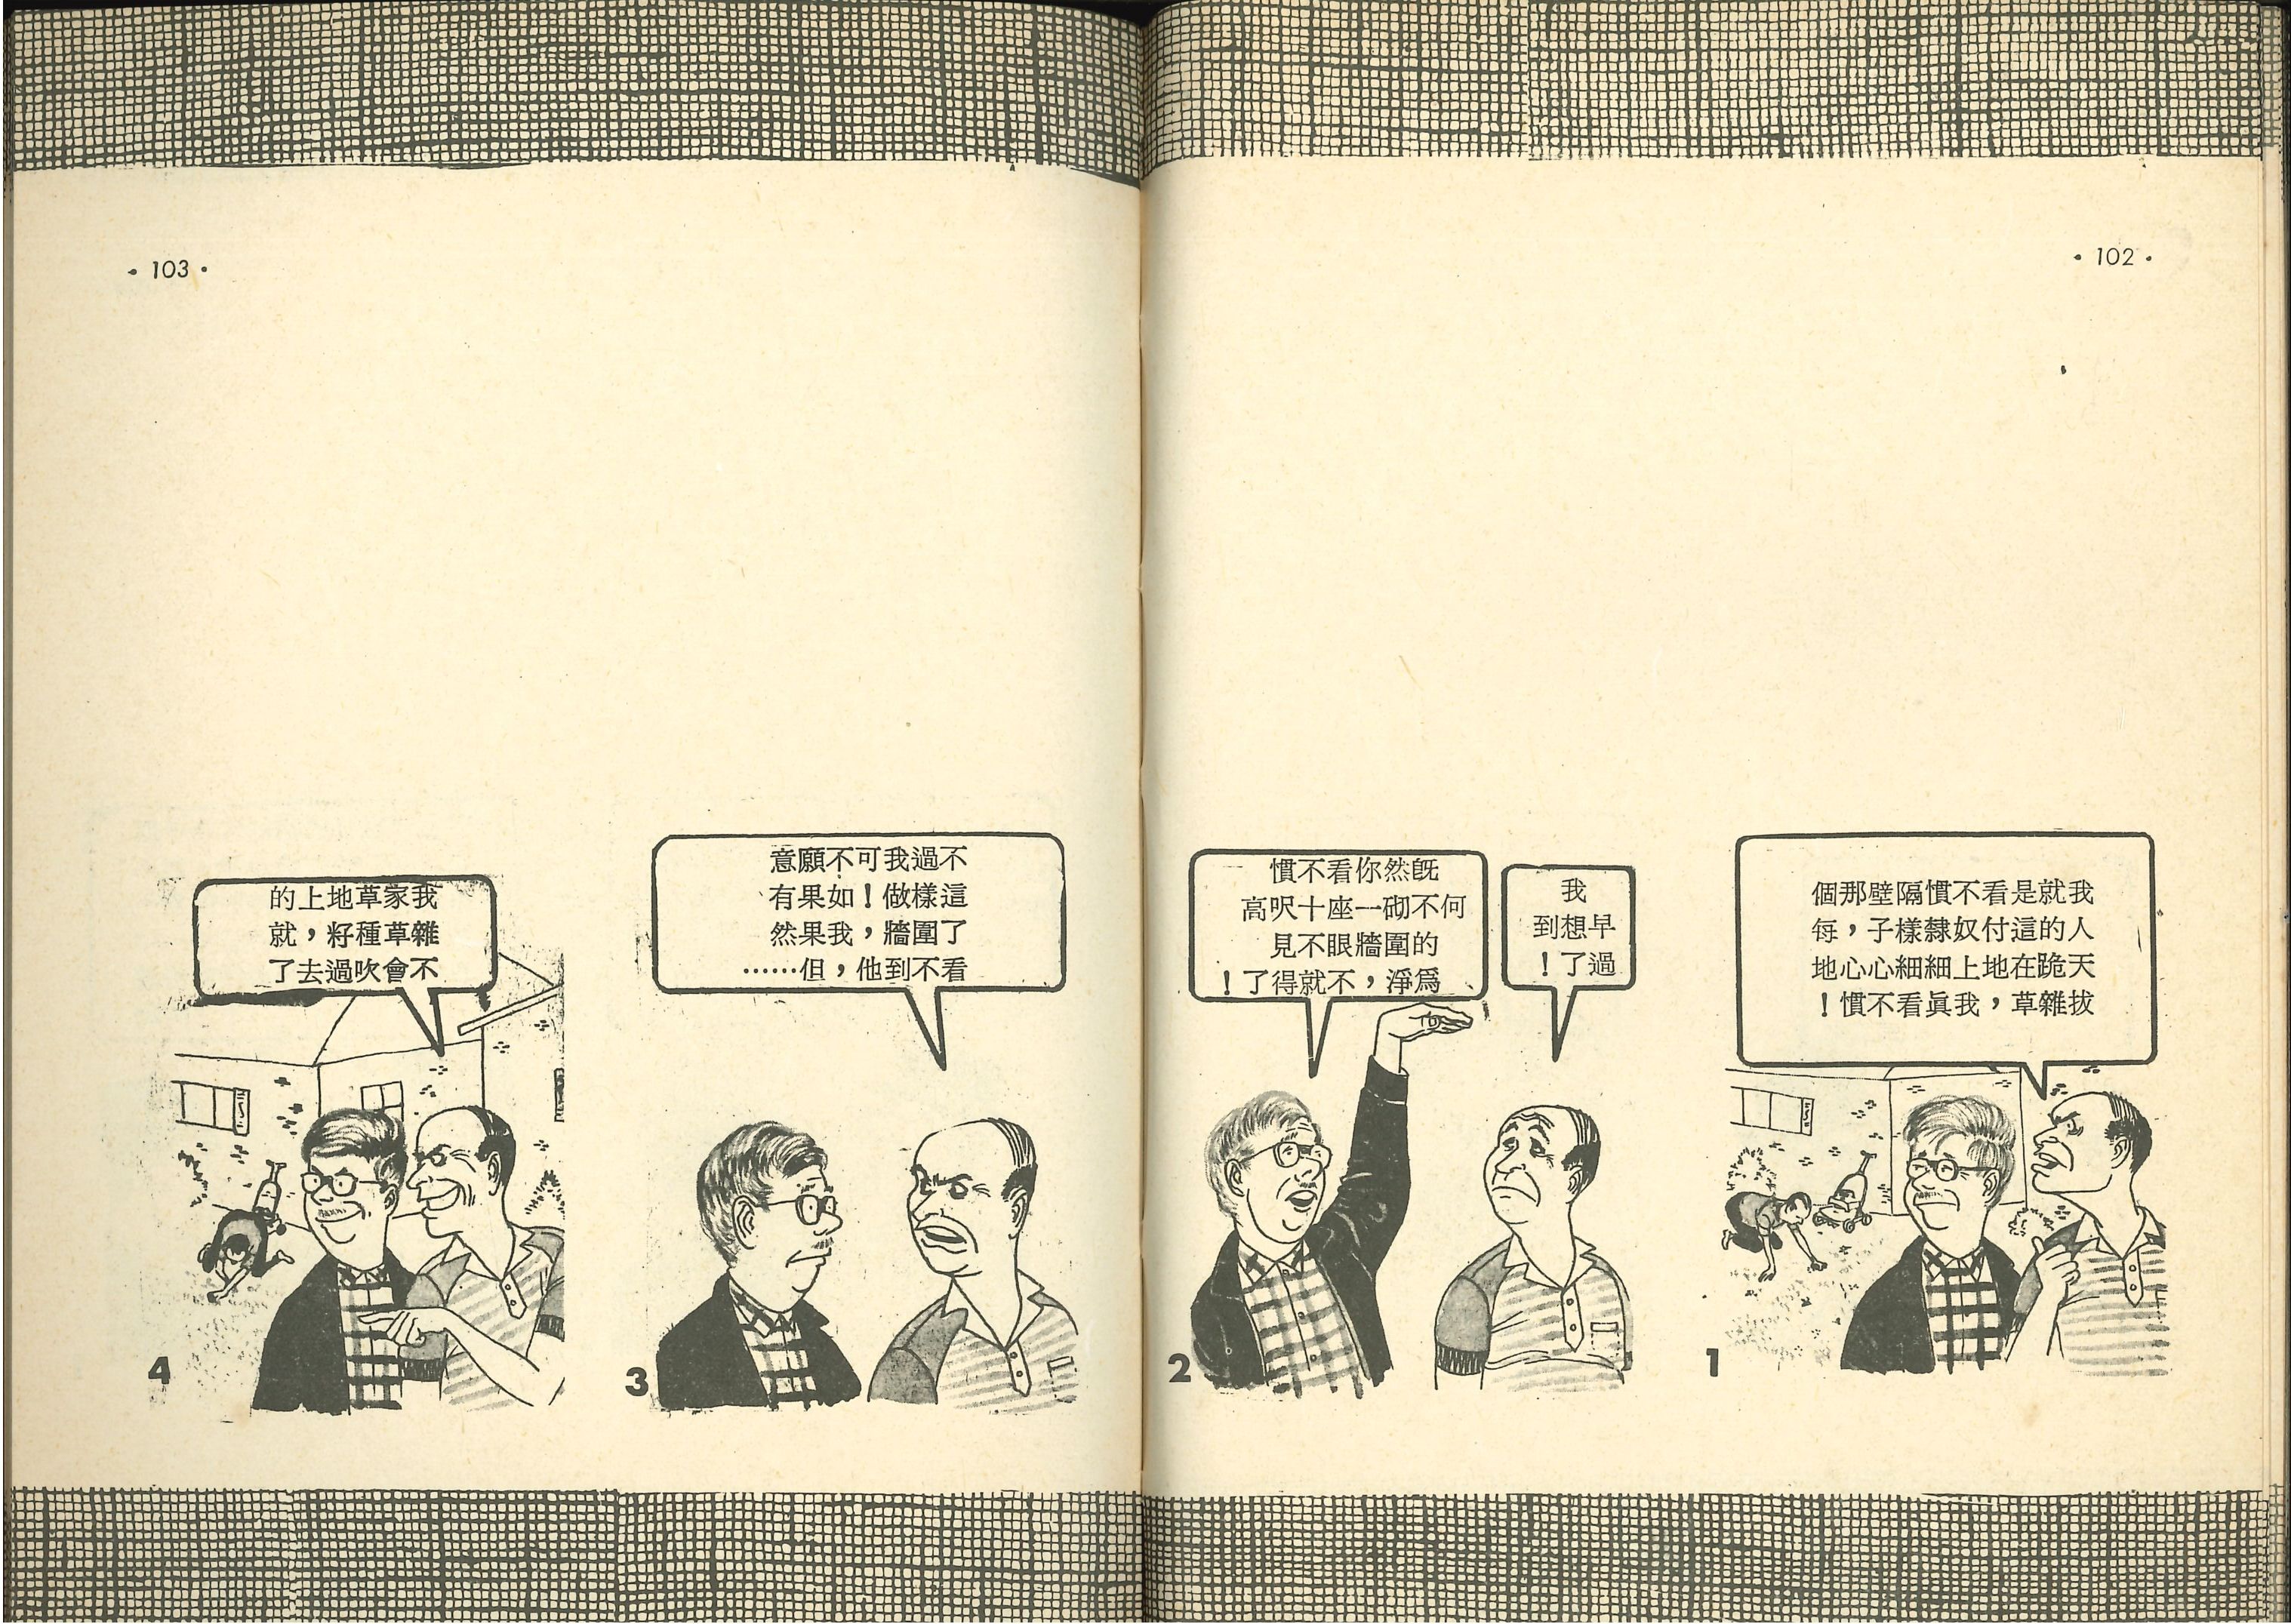 ·102·
我就是看不慣隔壁那個
人的這付奴隸樣子，每
天跪在地上細細心心地
拔雜草，我眞看不慣！
1
我
早想到
過了！
既然你看不慣
何不砌一座十呎高
的圍牆眼不見
爲淨，不就得了！
2
·103·
不過我可不願意
這樣做！如果有
了圍牆，我果然
看不到他，但……
3
我家草地上的
雜草種籽，就
不會吹過去了
4